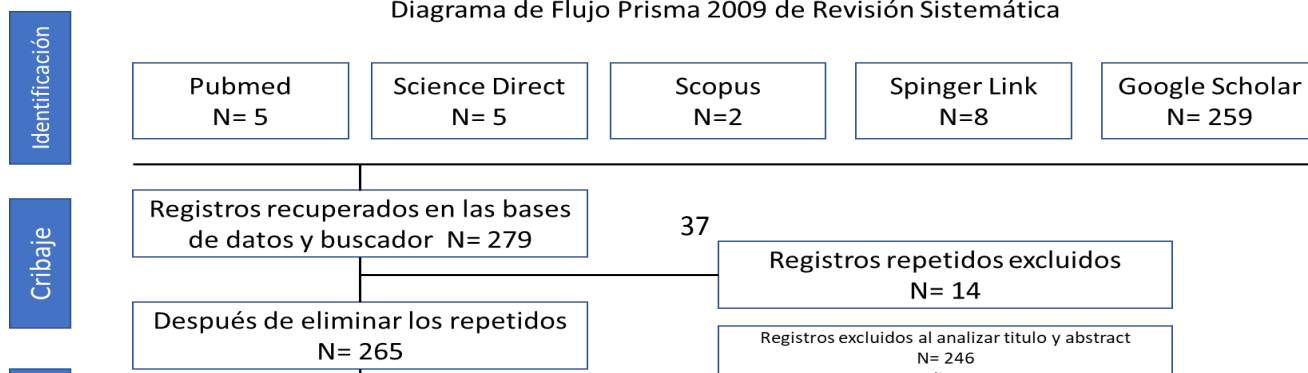 Diagrama de Flujo Prisma 2009 de Revisión Sistemática
Identificación
Pubmed
N= 5
Science Direct
N= 5
Scopus
N=2
Spinger Link
N=8
Google Scholar
N= 259
Cribaje
Registros recuperados en las bases
de datos y buscador N= 279
37
Registros repetidos excluidos
N= 14
Después de eliminar los repetidos
N= 265
Registros excluidos al analizar titulo y abstract
N= 246